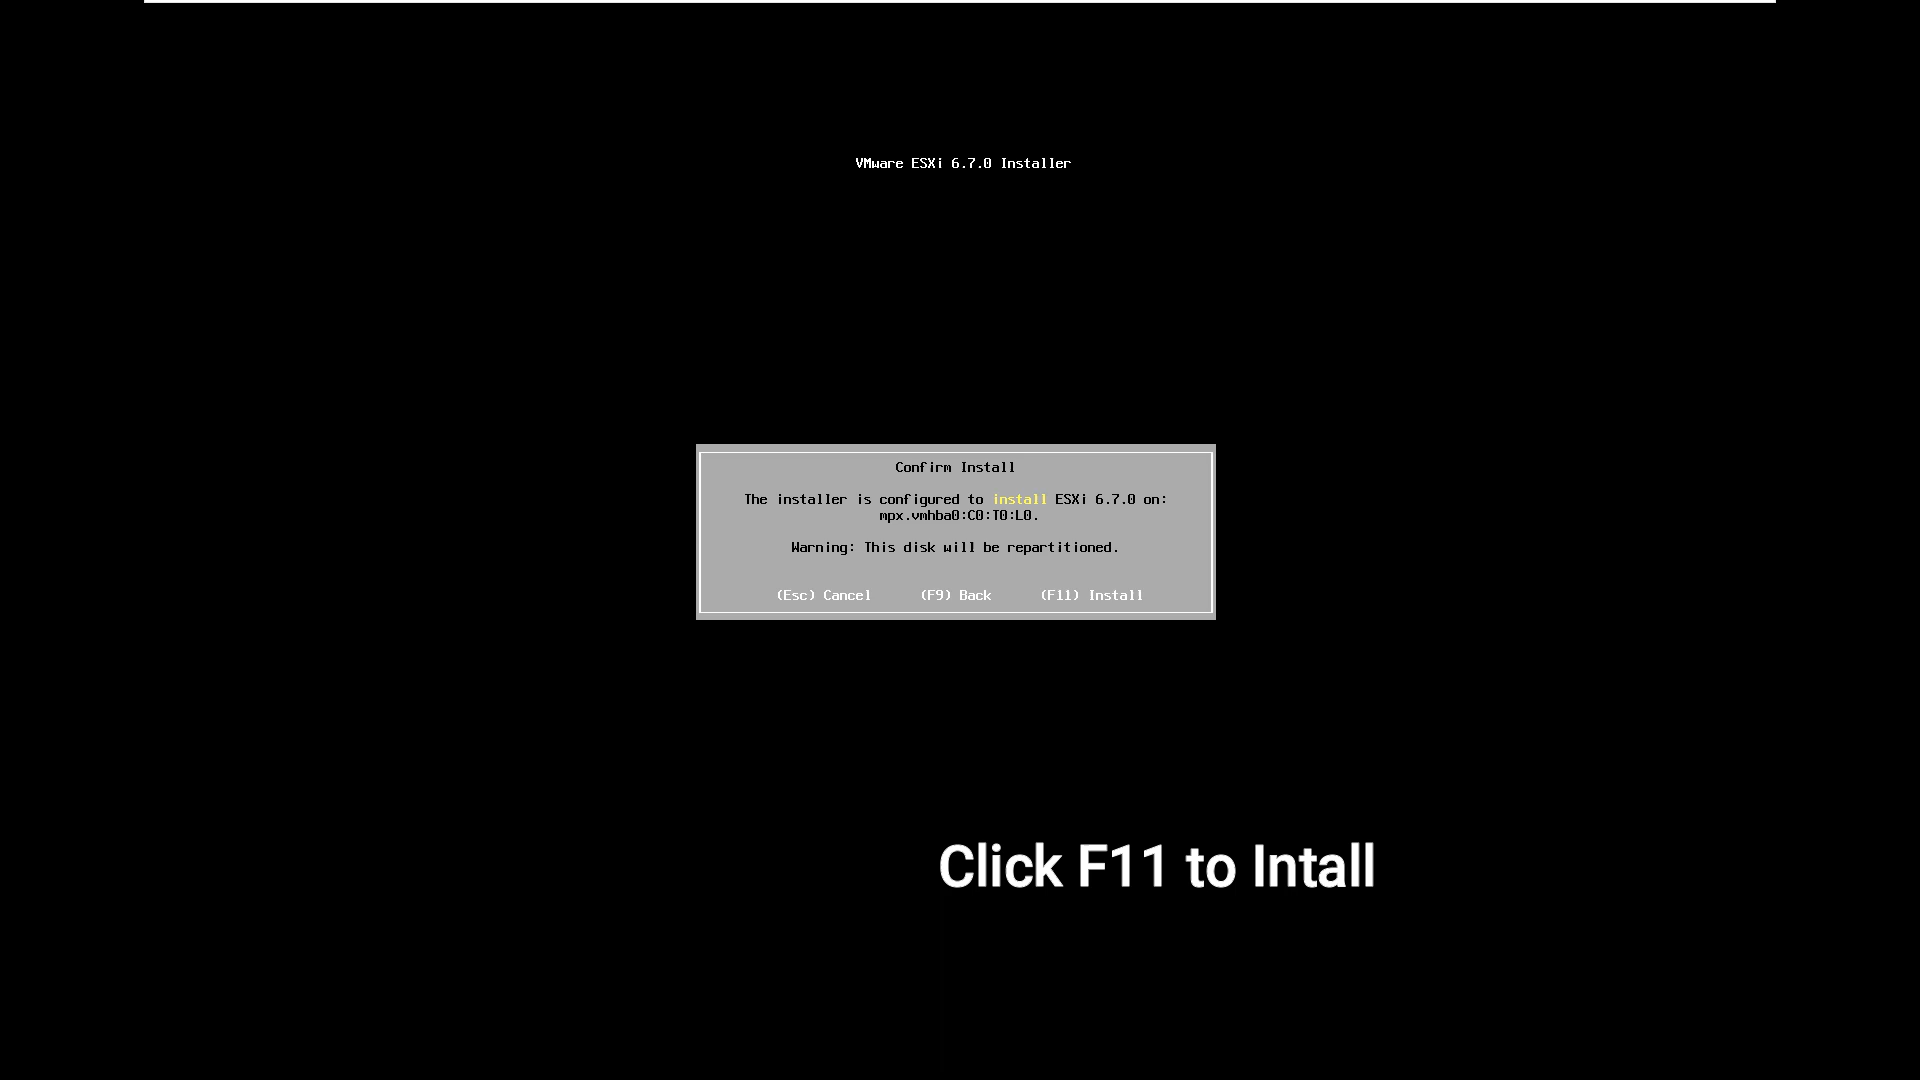 VMware ESXi 6.7.0 Installer
Confirm Install
The installer is configured to install ESXi 6.7.0 on:
mpx.vmhba0:C0:T0:L0.
Warning: This disk will be repartitioned.
(Esc) Cancel (F9) Back (F11) Install
Click F11 to Intall